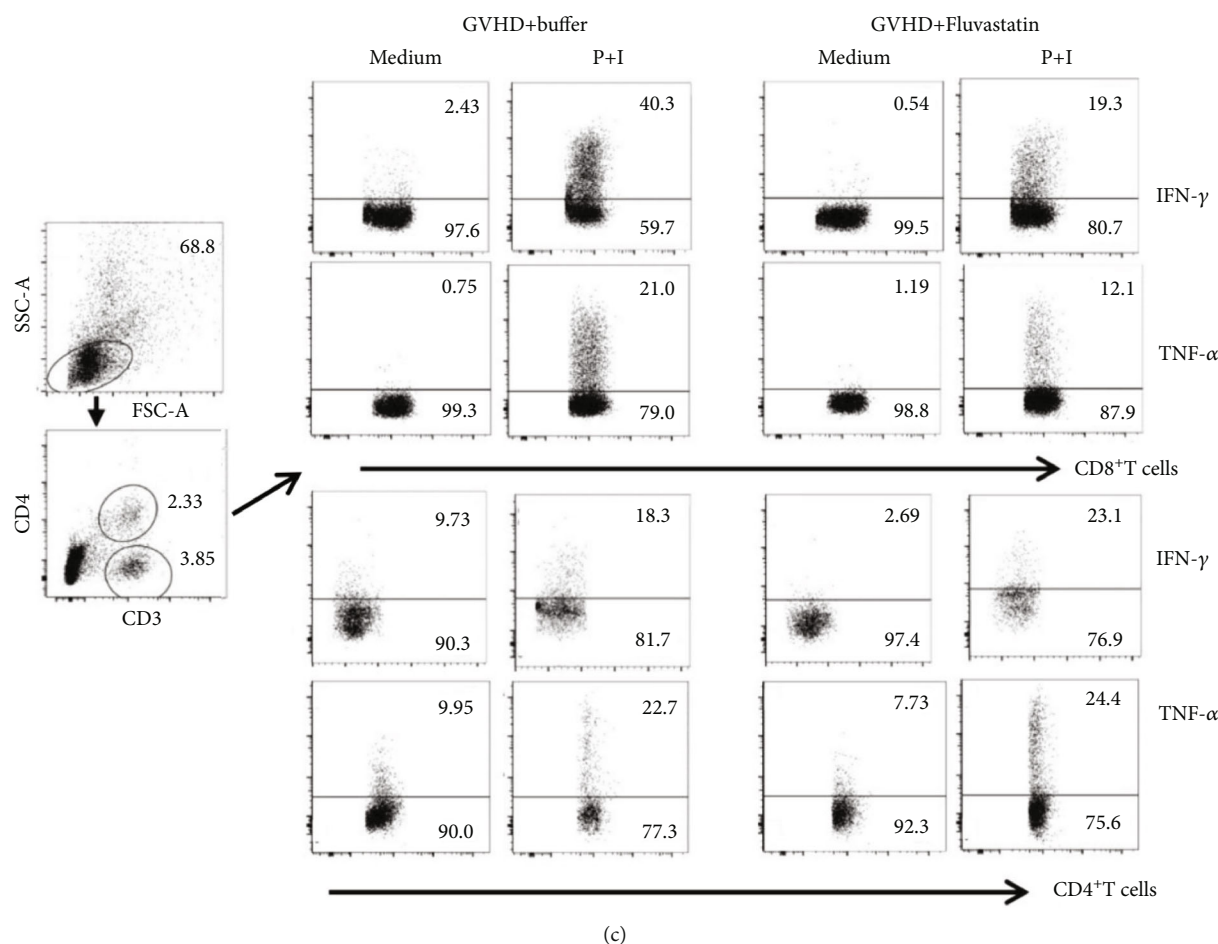 GVHD+buffer GVHD+Fluvastatin
Medium P+I Medium P+I
2.43 40.3 0.54 19.3
IFN-γ
97.6 59.7 99.5 80.7
68.8
SSC-A
FSC-A
0.75 21.0 1.19 12.1
TNF-α
99.3 79.0 98.8 87.9
CD8⁺T cells
CD4
2.33
3.85
CD3
9.73 18.3 2.69 23.1
IFN-γ
90.3 81.7 97.4 76.9
9.95 22.7 7.73 24.4
TNF-α
90.0 77.3 92.3 75.6
CD4⁺T cells
(c)